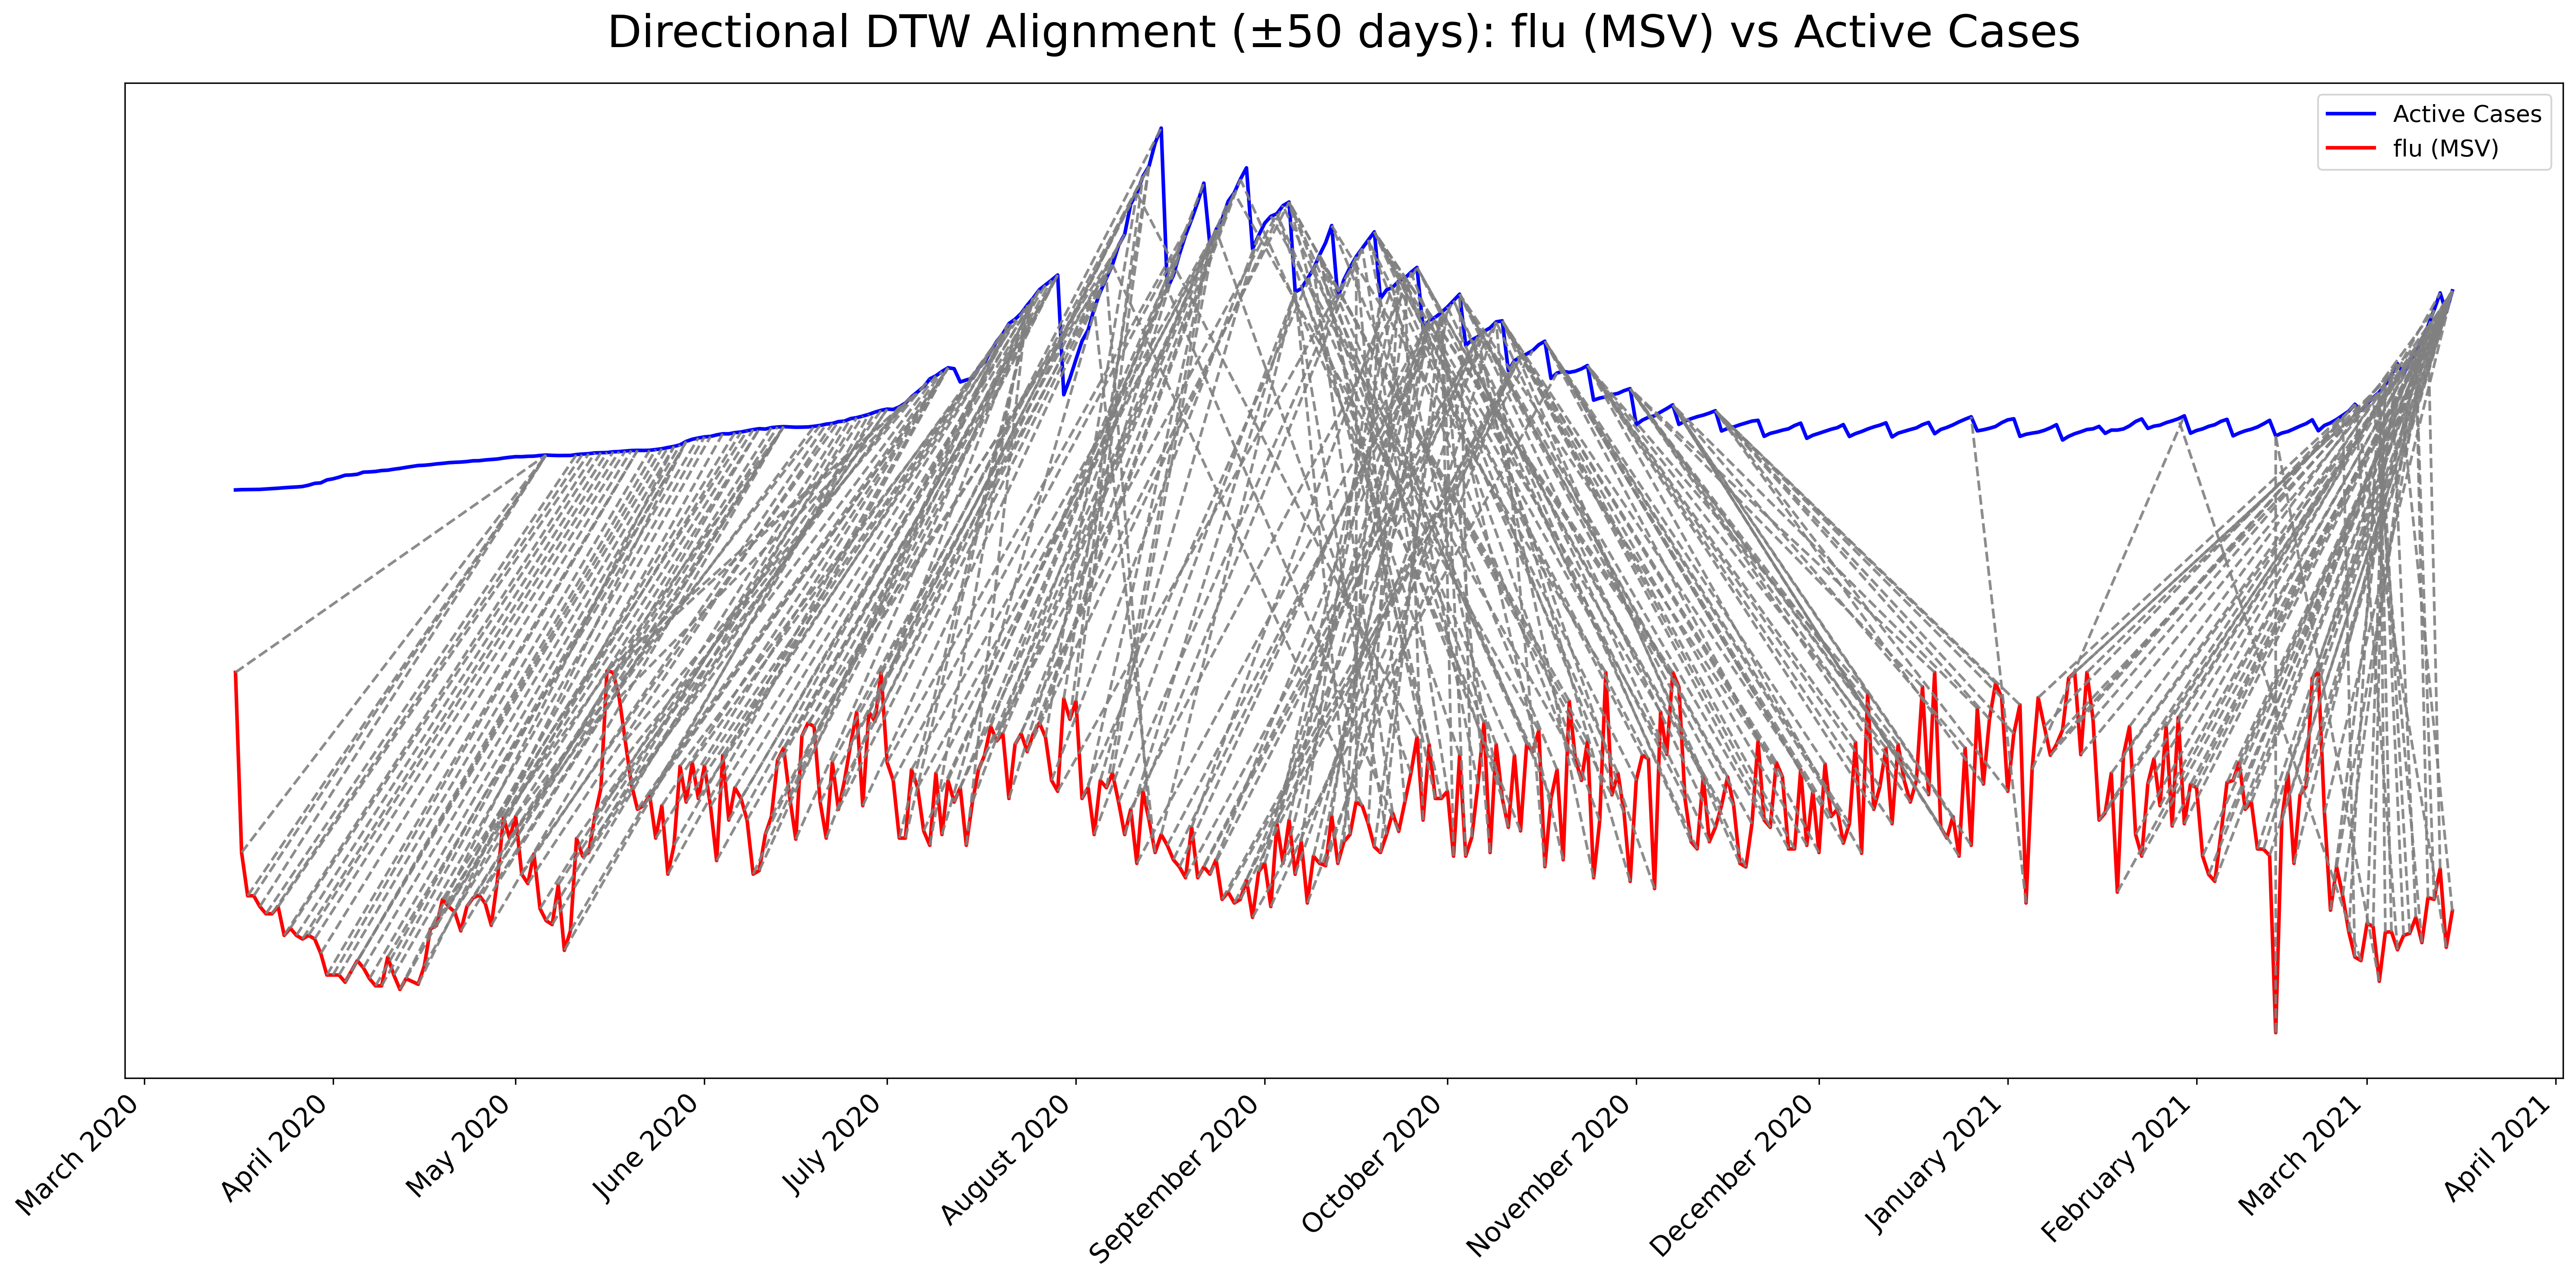 Directional DTW Alignment (±50 days): flu (MSV) vs Active Cases
Active Cases
flu (MSV)
March 2020
April 2020
May 2020
June 2020
July 2020
August 2020
September 2020
October 2020
November 2020
December 2020
January 2021
February 2021
March 2021
April 2021